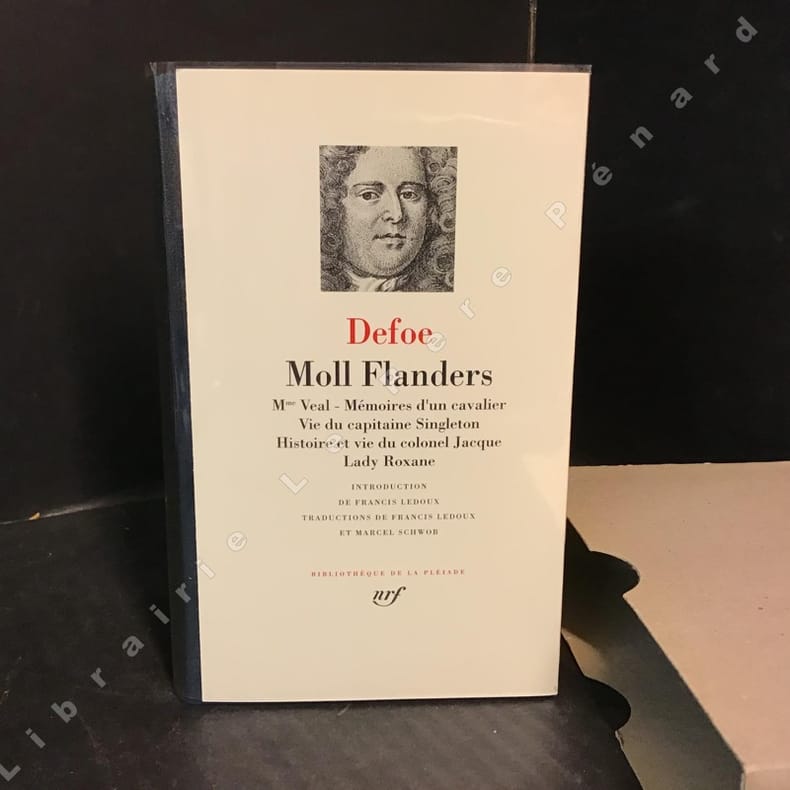 Defoe
Moll Flanders
Mme Veal - Mémoires d'un cavalier
Vie du capitaine Singleton
Histoire et vie du colonel Jacque
Lady Roxane
INTRODUCTION
DE FRANCIS LEDOUX
TRADUCTIONS DE FRANCIS LEDOUX
ET MARCEL SCHWOB
BIBLIOTHÈQUE DE LA PLÉIADE
nrf
Librairie Le Père Pénard